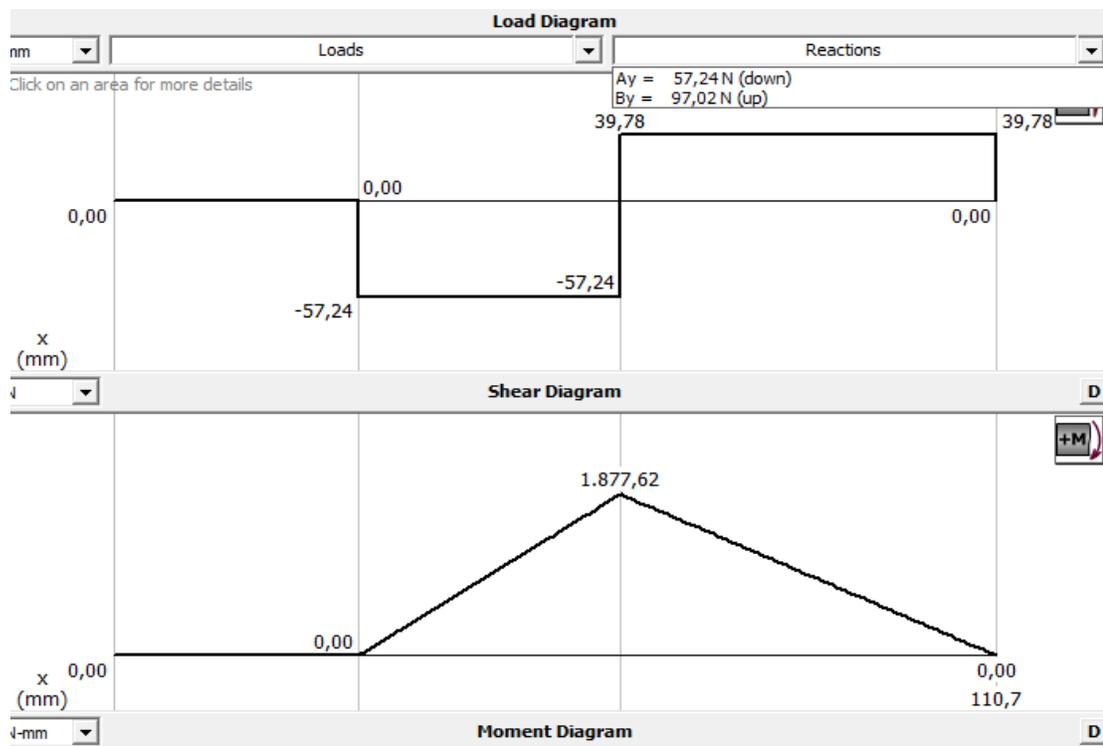 Load Diagram
mm Loads Reactions
Click on an area for more details
Ay = 57,24 N (down)
By = 97,02 N (up)
39,78 39,78
0,00
0,00 0,00
-57,24
-57,24
x
(mm)
Shear Diagram D
+M
1.877,62
0,00
x 0,00 0,00
(mm) 110,7
N-mm Moment Diagram D